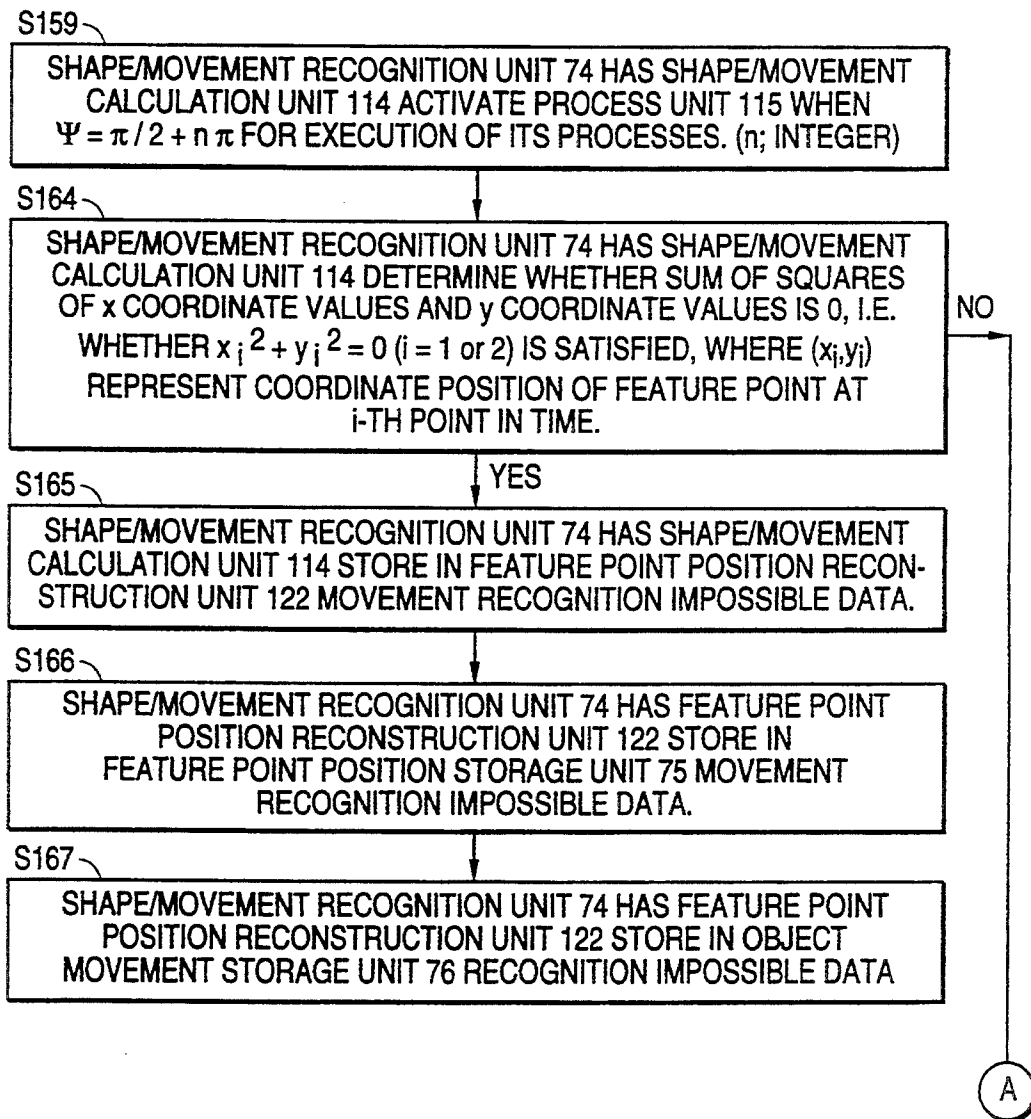 S159
SHAPE/MOVEMENT RECOGNITION UNIT 74 HAS SHAPE/MOVEMENT
CALCULATION UNIT 114 ACTIVATE PROCESS UNIT 115 WHEN
Ψ = π / 2 + n π FOR EXECUTION OF ITS PROCESSES. (n; INTEGER)
S164
SHAPE/MOVEMENT RECOGNITION UNIT 74 HAS SHAPE/MOVEMENT
CALCULATION UNIT 114 DETERMINE WHETHER SUM OF SQUARES
OF x COORDINATE VALUES AND y COORDINATE VALUES IS 0, I.E.
WHETHER x i 2 + y i 2 = 0 (i = 1 or 2) IS SATISFIED, WHERE (xi,yi)
REPRESENT COORDINATE POSITION OF FEATURE POINT AT
i-TH POINT IN TIME.
NO
YES
S165
SHAPE/MOVEMENT RECOGNITION UNIT 74 HAS SHAPE/MOVEMENT
CALCULATION UNIT 114 STORE IN FEATURE POINT POSITION RECON-
STRUCTION UNIT 122 MOVEMENT RECOGNITION IMPOSSIBLE DATA.
S166
SHAPE/MOVEMENT RECOGNITION UNIT 74 HAS FEATURE POINT
POSITION RECONSTRUCTION UNIT 122 STORE IN
FEATURE POINT POSITION STORAGE UNIT 75 MOVEMENT
RECOGNITION IMPOSSIBLE DATA.
S167
SHAPE/MOVEMENT RECOGNITION UNIT 74 HAS FEATURE POINT
POSITION RECONSTRUCTION UNIT 122 STORE IN OBJECT
MOVEMENT STORAGE UNIT 76 RECOGNITION IMPOSSIBLE DATA
A